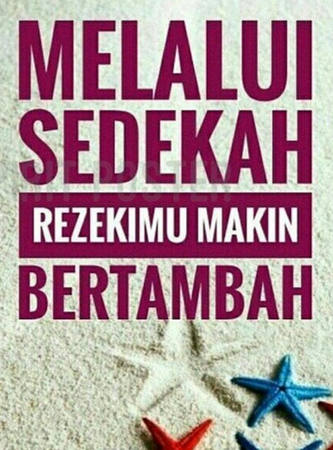 MELALUI
SEDEKAH
REZEKIMU MAKIN
BERTAMBAH